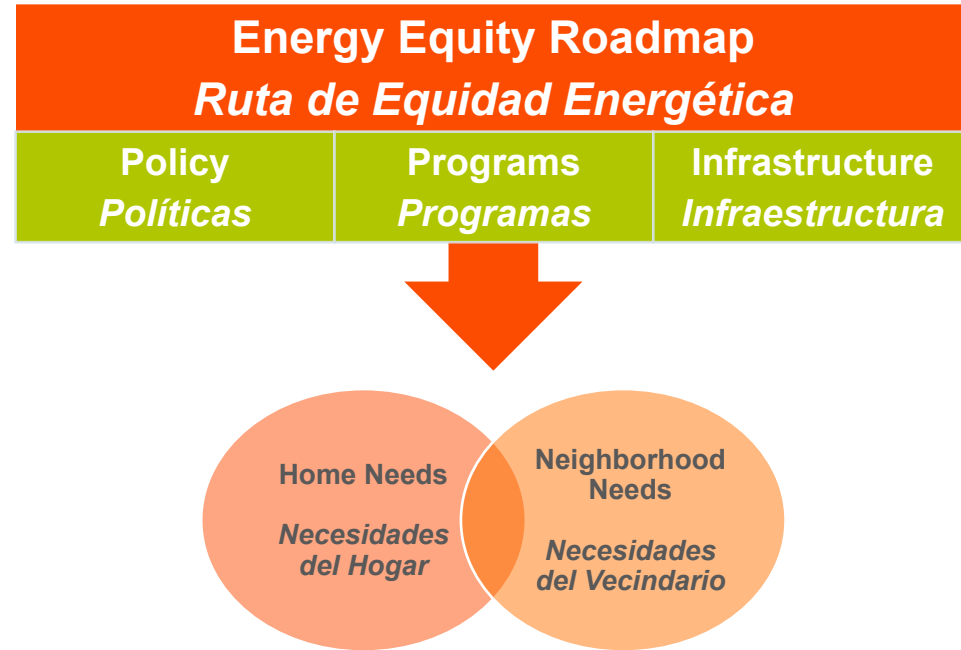 Energy Equity Roadmap
Ruta de Equidad Energética
Policy
Políticas
Programs
Programas
Infrastructure
Infraestructura
Home Needs
Necesidades
del Hogar
Neighborhood
Needs
Necesidades
del Vecindario